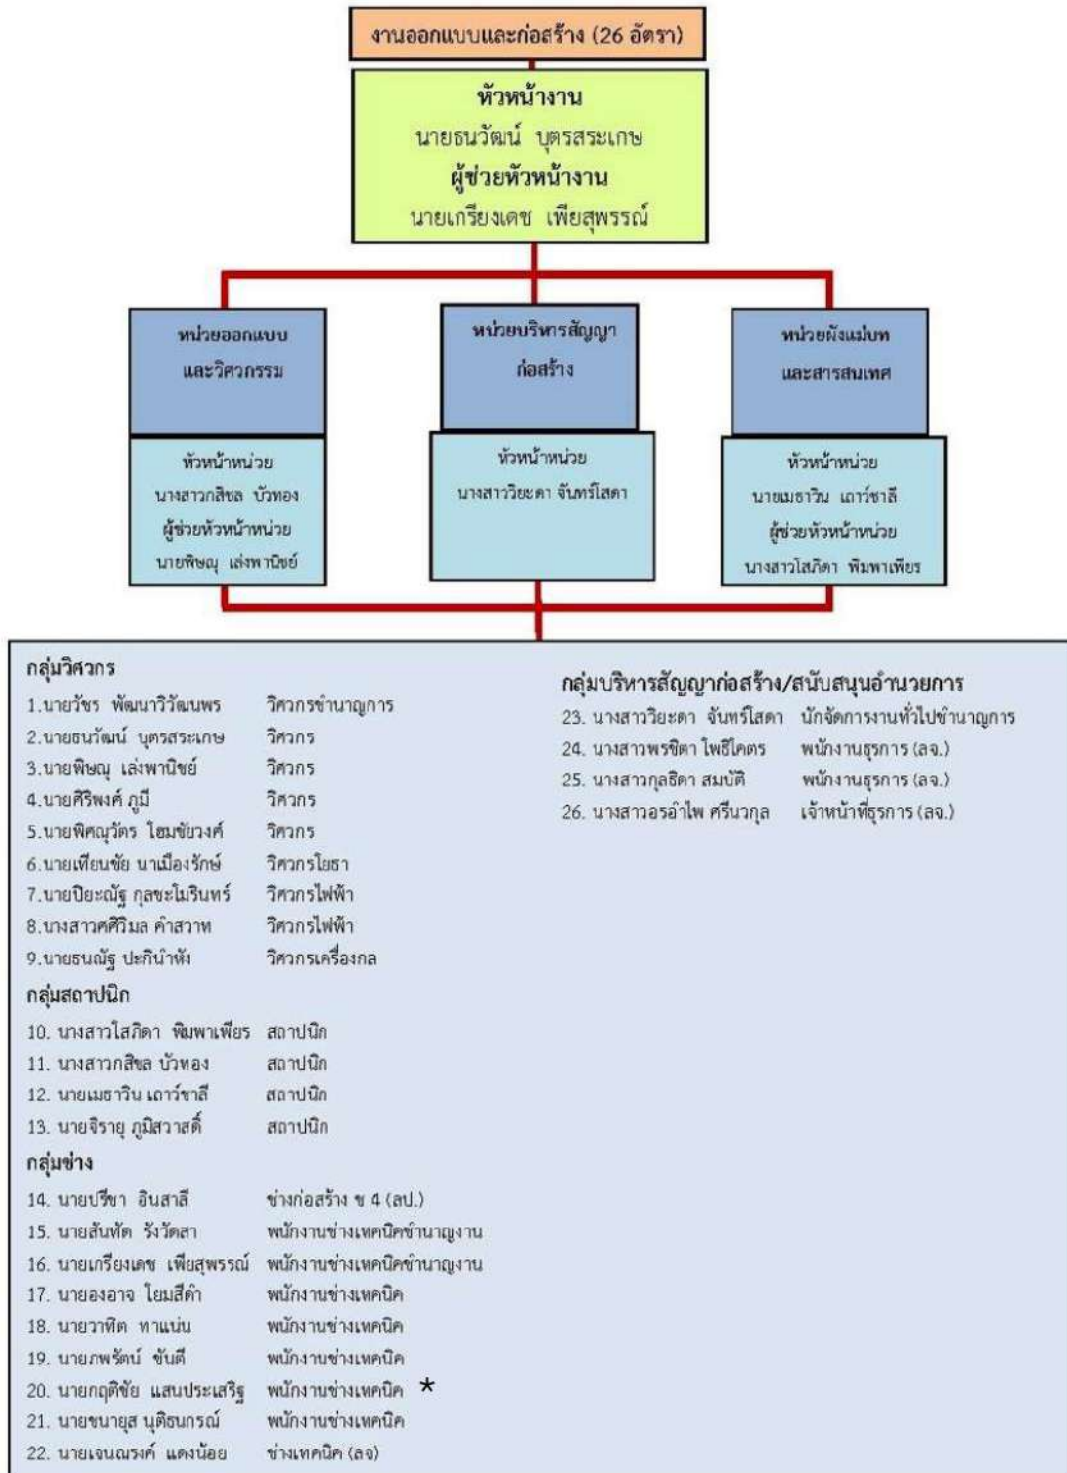 งานออกแบบและก่อสร้าง (26 อัตรา)
หัวหน้างาน
นายธนวัฒน์ บุตรสระเกษ
ผู้ช่วยหัวหน้างาน
นายเกรียงเดช เพียสุพรรณ์
หน่วยออกแบบ
และวิศวกรรม
หัวหน้าหน่วย
นางสาวกสิชล บัวทอง
ผู้ช่วยหัวหน้าหน่วย
นายพิษณุ เล่งพานิชย์
หน่วยบริหารสัญญา
ก่อสร้าง
หัวหน้าหน่วย
นางสาววิยะดา จันทร์โสดา
หน่วยผังแม่บท
และสารสนเทศ
หัวหน้าหน่วย
นายเมธาวิน เถาว์ชาลี
ผู้ช่วยหัวหน้าหน่วย
นางสาวโสภิดา พิมพาเพียร
กลุ่มวิศวกร
1.นายวัชร พัฒนาวิวัฒนพร วิศวกรชำนาญการ
2.นายธนวัฒน์ บุตรสระเกษ วิศวกร
3.นายพิษณุ เล่งพานิชย์ วิศวกร
4.นายศิริพงศ์ ภูมี วิศวกร
5.นายพิศณุวัตร โฮมชัยวงศ์ วิศวกร
6.นายเทียนชัย นาเมืองรักษ์ วิศวกรโยธา
7.นายปิยะณัฐ กุลชะโมรินทร์ วิศวกรไฟฟ้า
8.นางสาวศศิวิมล คำสวาท วิศวกรไฟฟ้า
9.นายธนณัฐ ปะกินำหัง วิศวกรเครื่องกล
กลุ่มสถาปนิก
10. นางสาวโสภิดา พิมพาเพียร สถาปนิก
11. นางสาวกสิชล บัวทอง สถาปนิก
12. นายเมธาวิน เถาว์ชาลี สถาปนิก
13. นายจิรายุ ภูมิสวาสดิ์ สถาปนิก
กลุ่มช่าง
14. นายปรีชา อินสาลี ช่างก่อสร้าง ช 4 (ลป.)
15. นายสันทัด รังวัดสา พนักงานช่างเทคนิคชำนาญงาน
16. นายเกรียงเดช เพียสุพรรณ์ พนักงานช่างเทคนิคชำนาญงาน
17. นายองอาจ โยมสีดำ พนักงานช่างเทคนิค
18. นายวาทิต ทาแน่น พนักงานช่างเทคนิค
19. นายภพรัตน์ ขันตี พนักงานช่างเทคนิค
20. นายกฤติชัย แสนประเสริฐ พนักงานช่างเทคนิค *
21. นายชนายุส นุติธนกรณ์ พนักงานช่างเทคนิค
22. นายเจนณรงค์ แดงน้อย ช่างเทคนิค (ลจ)
กลุ่มบริหารสัญญาก่อสร้าง/สนับสนุนอำนวยการ
23. นางสาววิยะดา จันทร์โสดา นักจัดการงานทั่วไปชำนาญการ
24. นางสาวพรชิตา โพธิโคตร พนักงานธุรการ (ลจ.)
25. นางสาวกุลธิดา สมบัติ พนักงานธุรการ (ลจ.)
26. นางสาวอรอำไพ ศรีนวกุล เจ้าหน้าที่ธุรการ (ลจ.)